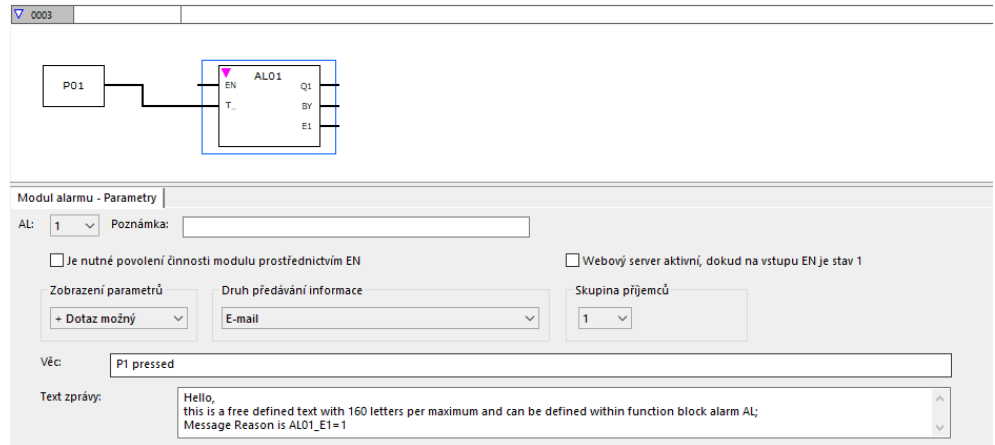 0003
P01
AL01
EN
Q1
T_
BY
E1
Modul alarmu - Parametry
AL: 1 Poznámka:
Je nutné povolení činnosti modulu prostřednictvím EN
Webový server aktivní, dokud na vstupu EN je stav 1
Zobrazení parametrů
Druh předávání informace
Skupina příjemců
+ Dotaz možný
E-mail
1
Věc: P1 pressed
Text zprávy: Hello,
this is a free defined text with 160 letters per maximum and can be defined within function block alarm AL;
Message Reason is AL01_E1=1